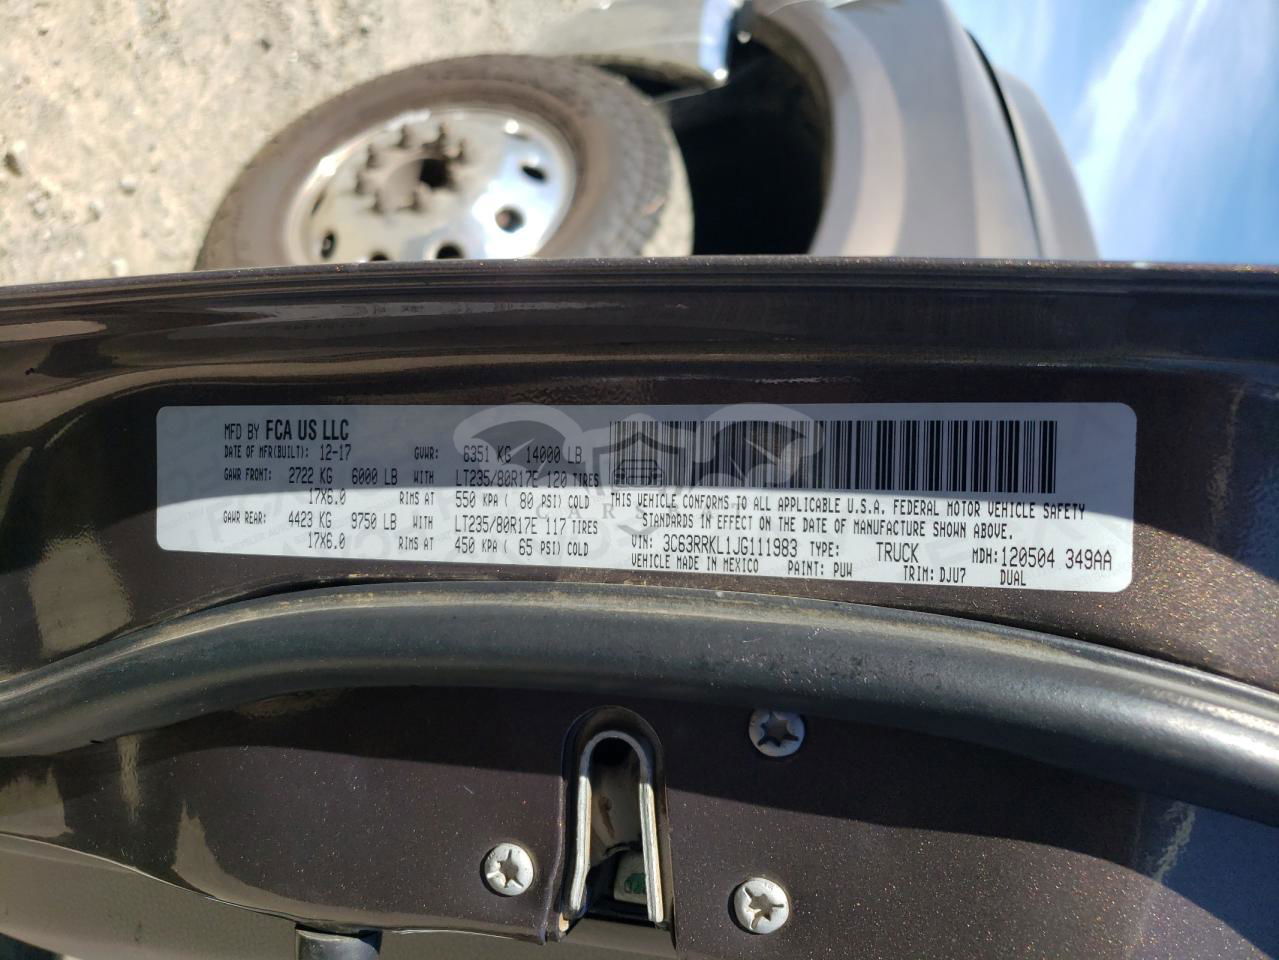 MFD BY FCA US LLC
DATE OF MFR(BUILT): 12-17 GVWR: 6351 KG 14000 LB
GAWR FRONT: 2722 KG 6000 LB WITH LT235/80R17E 120 TIRES
17X6.0 RIMS AT 550 KPA ( 80 PSI) COLD
GAWR REAR: 4423 KG 9750 LB WITH LT235/80R17E 117 TIRES
17X6.0 RIMS AT 450 KPA ( 65 PSI) COLD
THIS VEHICLE CONFORMS TO ALL APPLICABLE U.S.A. FEDERAL MOTOR VEHICLE SAFETY
STANDARDS IN EFFECT ON THE DATE OF MANUFACTURE SHOWN ABOVE.
VIN: 3C63RRKL1JG111983 TYPE: TRUCK MDH: 120504 349AA
VEHICLE MADE IN MEXICO PAINT: PUW TRIM: DJU7 DUAL